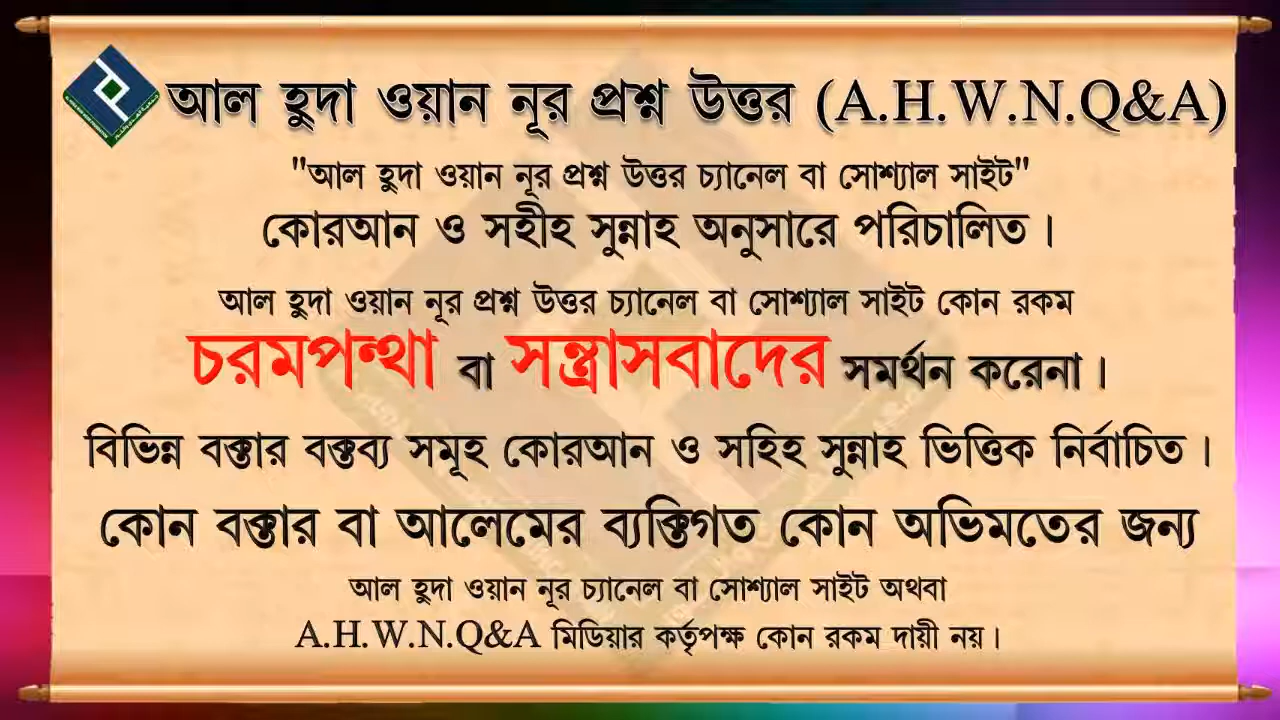 আল হুদা ওয়ান নূর প্রশ্ন উত্তর (A.H.W.N.Q&A)
"আল হুদা ওয়ান নূর প্রশ্ন উত্তর চ্যানেল বা সোশ্যাল সাইট"
কোরআন ও সহীহ সুন্নাহ অনুসারে পরিচালিত।
আল হুদা ওয়ান নূর প্রশ্ন উত্তর চ্যানেল বা সোশ্যাল সাইট কোন রকম
চরমপন্থা বা সন্ত্রাসবাদের সমর্থন করেনা।
বিভিন্ন বক্তার বক্তব্য সমূহ কোরআন ও সহিহ সুন্নাহ ভিত্তিক নির্বাচিত।
কোন বক্তার বা আলেমের ব্যক্তিগত কোন অভিমতের জন্য
আল হুদা ওয়ান নূর চ্যানেল বা সোশ্যাল সাইট অথবা
A.H.W.N.Q&A মিডিয়ার কর্তৃপক্ষ কোন রকম দায়ী নয়।